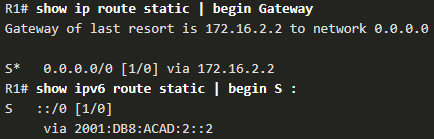 R1# show ip route static | begin Gateway
Gateway of last resort is 172.16.2.2 to network 0.0.0.0
S*   0.0.0.0/0 [1/0] via 172.16.2.2
R1# show ipv6 route static | begin S :
S   ::/0 [1/0]
     via 2001:DB8:ACAD:2::2